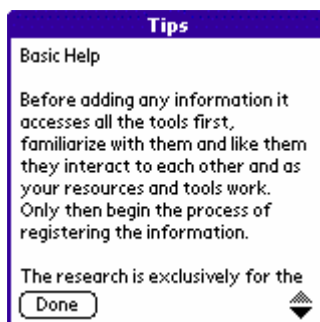 Tips
Basic Help
Before adding any information it
accesses all the tools first,
familiarize with them and like them
they interact to each other and as
your resources and tools work.
Only then begin the process of
registering the information.
The research is exclusively for the
Done